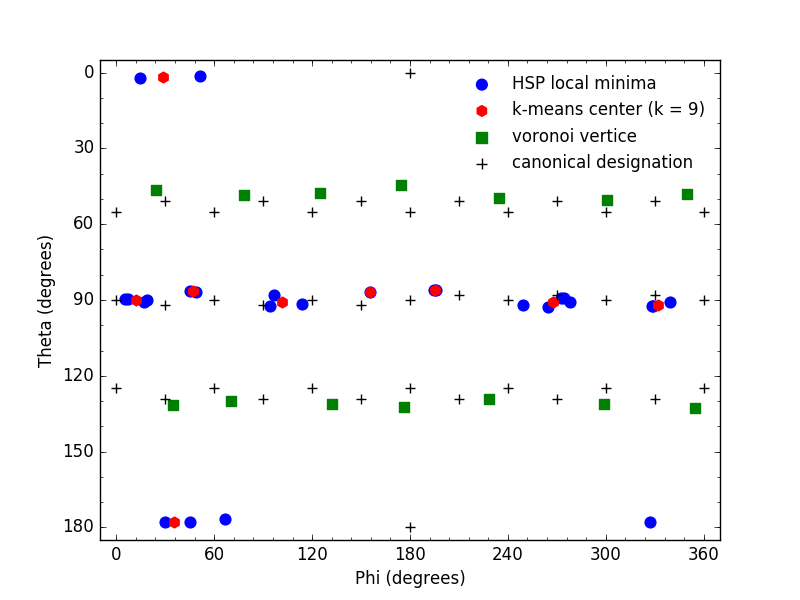 HSP local minima
k-means center (k = 9)
voronoi vertice
canonical designation
0
30
60
90
120
150
180
Theta (degrees)
0 60 120 180 240 300 360
Phi (degrees)